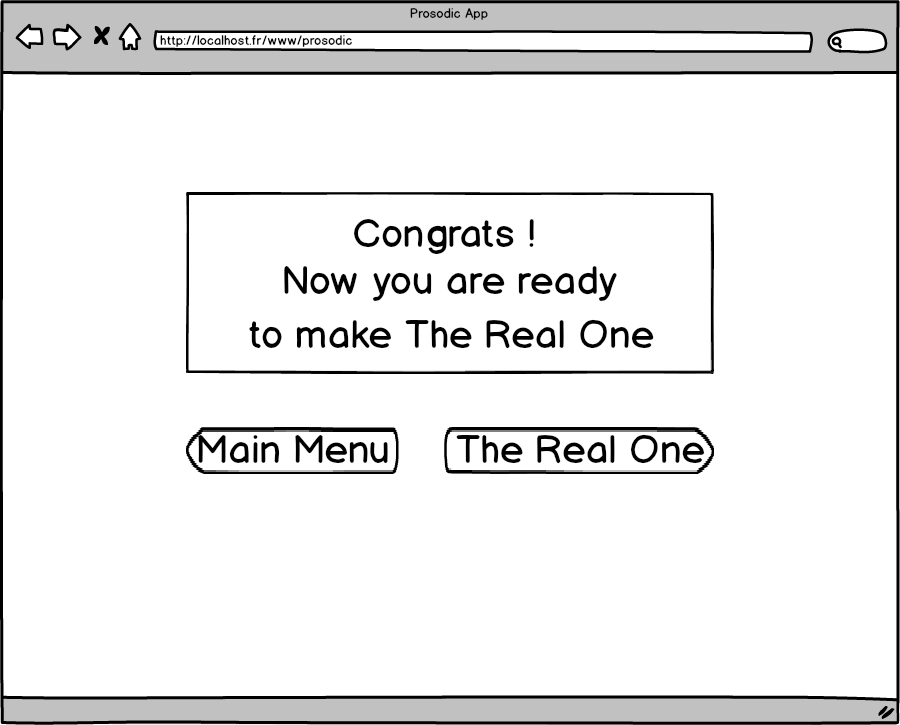 Prosodic App
http://localhost.fr/www/prosodic
Congrats !
Now you are ready
to make The Real One
Main Menu
The Real One